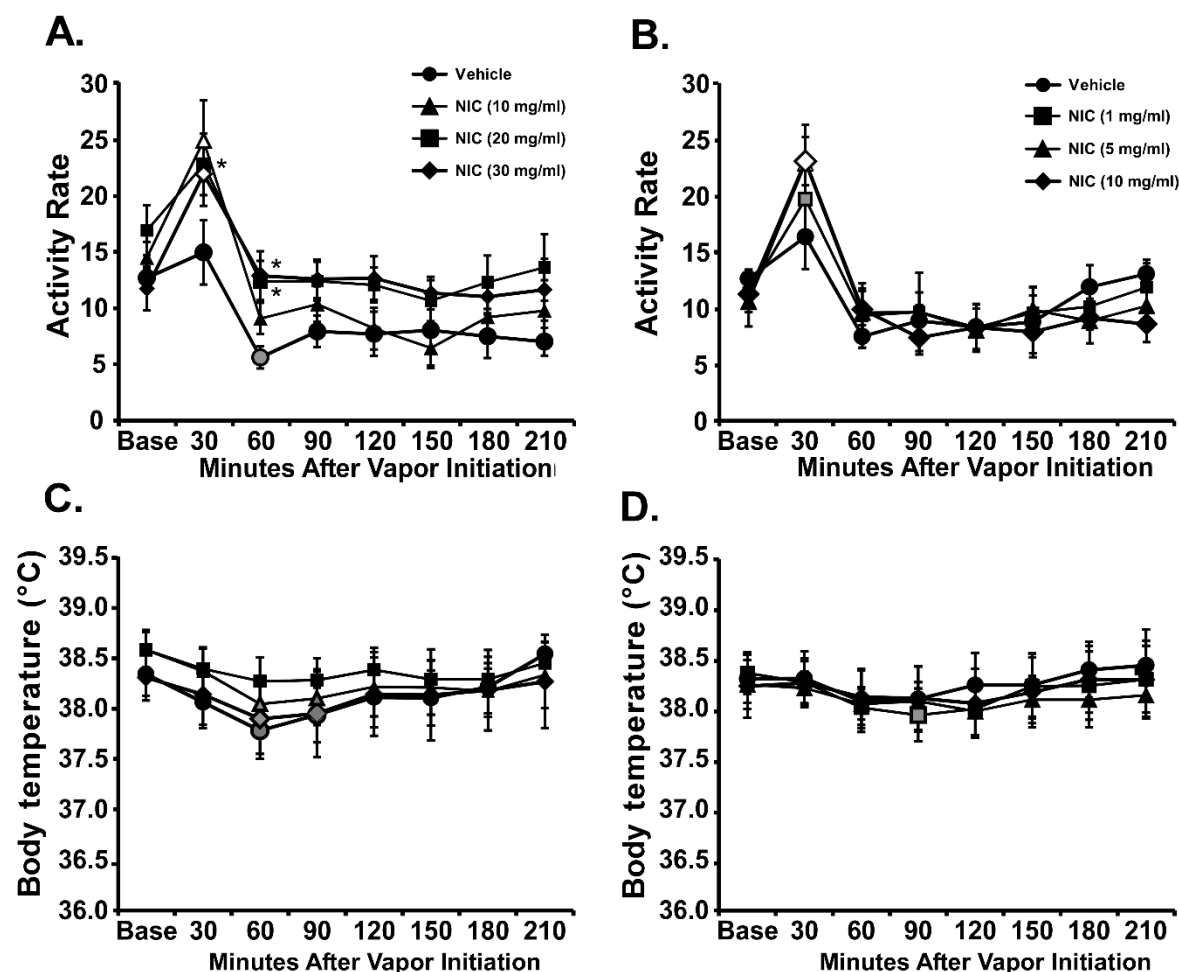 A.
Activity Rate
30
25
20
15
10
5
0
Vehicle
NIC (10 mg/ml)
NIC (20 mg/ml)
NIC (30 mg/ml)
*
*
*
Base 30 60 90 120 150 180 210
Minutes After Vapor Initiation
B.
Activity Rate
30
25
20
15
10
5
0
Vehicle
NIC (1 mg/ml)
NIC (5 mg/ml)
NIC (10 mg/ml)
Base 30 60 90 120 150 180 210
Minutes After Vapor Initiation
C.
Body temperature (°C)
39.5
39.0
38.5
38.0
37.5
37.0
36.5
36.0
Base 30 60 90 120 150 180 210
Minutes After Vapor Initiation
D.
Body temperature (°C)
39.5
39.0
38.5
38.0
37.5
37.0
36.5
36.0
Base 30 60 90 120 150 180 210
Minutes After Vapor Initiation